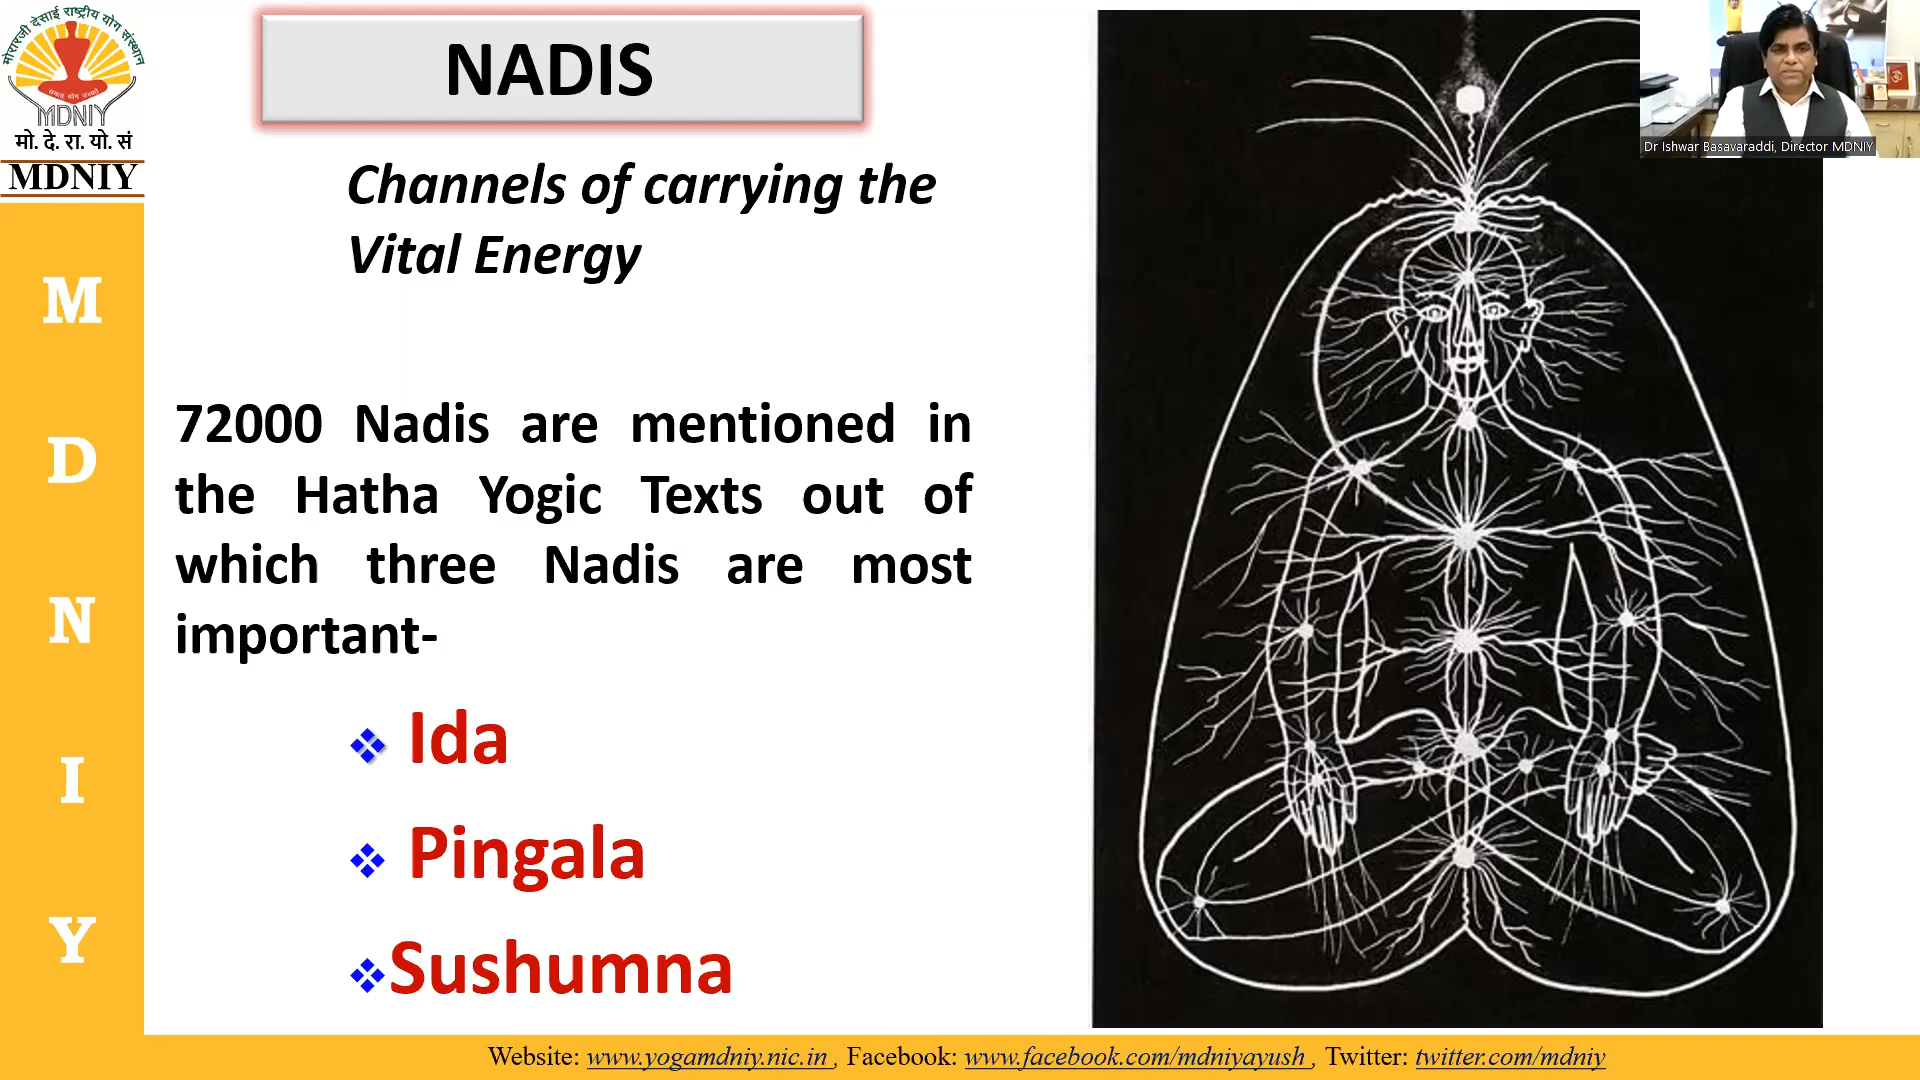 मोरारजी देसाई राष्ट्रीय योग संस्थान
MDNIY
मो. दे. रा. यो. सं
MDNIY
M
D
N
I
Y
NADIS
Channels of carrying the
Vital Energy
72000 Nadis are mentioned in
the Hatha Yogic Texts out of
which three Nadis are most
important-
Ida
Pingala
Sushumna
Dr Ishwar Basavaraddi, Director MDNIY
Website: www.yogamdniy.nic.in , Facebook: www.facebook.com/mdniyayush , Twitter: twitter.com/mdniy